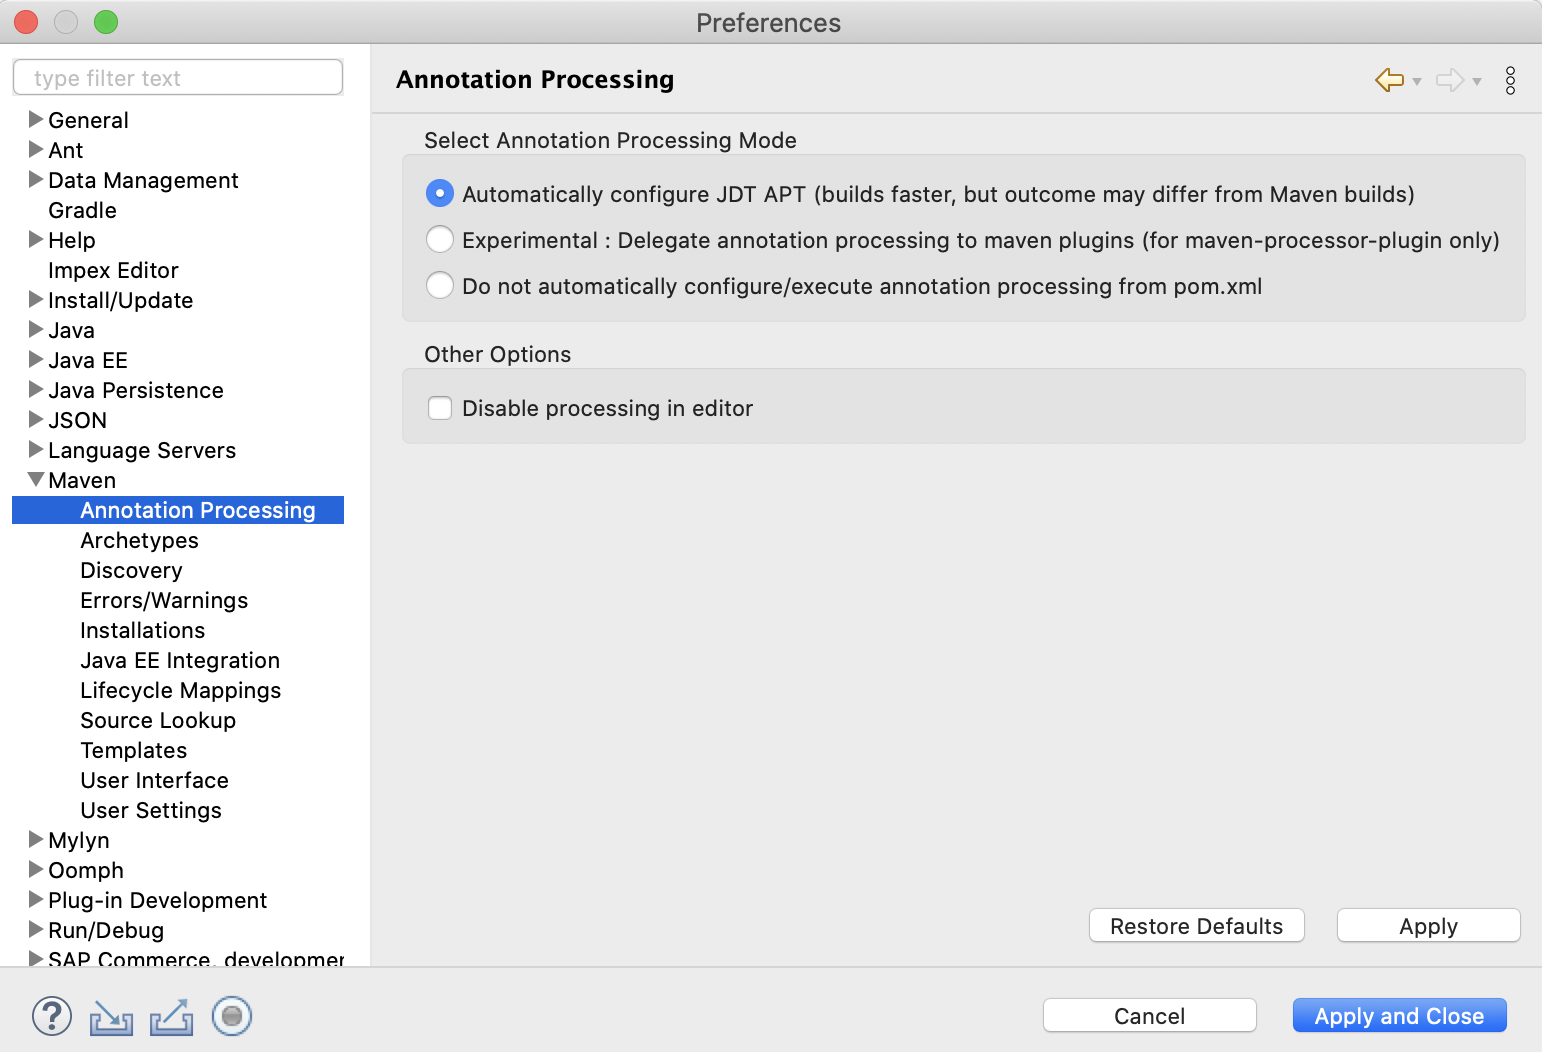 Preferences
type filter text
General
Ant
Data Management
Gradle
Help
Impex Editor
Install/Update
Java
Java EE
Java Persistence
JSON
Language Servers
Maven
Annotation Processing
Archetypes
Discovery
Errors/Warnings
Installations
Java EE Integration
Lifecycle Mappings
Source Lookup
Templates
User Interface
User Settings
Mylyn
Oomph
Plug-in Development
Run/Debug
SAP Commerce, developmer
Annotation Processing
Select Annotation Processing Mode
Automatically configure JDT APT (builds faster, but outcome may differ from Maven builds)
Experimental : Delegate annotation processing to maven plugins (for maven-processor-plugin only)
Do not automatically configure/execute annotation processing from pom.xml
Other Options
Disable processing in editor
Restore Defaults
Apply
?
Cancel
Apply and Close